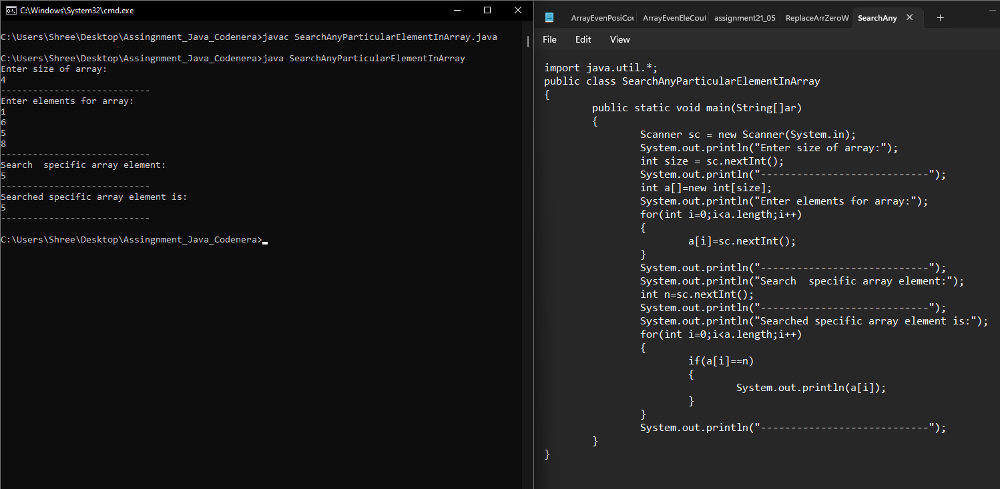 C:\Windows\System32\cmd.exe
C:\Users\Shree\Desktop\Assingnment_Java_Codenera>javac SearchAnyParticularElementInArray.java
C:\Users\Shree\Desktop\Assingnment_Java_Codenera>java SearchAnyParticularElementInArray
Enter size of array:
4
----------------------------
Enter elements for array:
1
6
5
8
----------------------------
Search  specific array element:
5
----------------------------
Searched specific array element is:
5
----------------------------
C:\Users\Shree\Desktop\Assingnment_Java_Codenera>
ArrayEvenPosiCou ArrayEvenEleCout assignment21_05 ReplaceArrZeroW SearchAny
File Edit View
import java.util.*;
public class SearchAnyParticularElementInArray
{
        public static void main(String[]ar)
        {
                Scanner sc = new Scanner(System.in);
                System.out.println("Enter size of array:");
                int size = sc.nextInt();
                System.out.println("----------------------------");
                int a[]=new int[size];
                System.out.println("Enter elements for array:");
                for(int i=0;i<a.length;i++)
                {
                        a[i]=sc.nextInt();
                }
                System.out.println("----------------------------");
                System.out.println("Search  specific array element:");
                int n=sc.nextInt();
                System.out.println("----------------------------");
                System.out.println("Searched specific array element is:");
                for(int i=0;i<a.length;i++)
                {
                        if(a[i]==n)
                        {
                                System.out.println(a[i]);
                        }
                }
                System.out.println("----------------------------");
        }
}